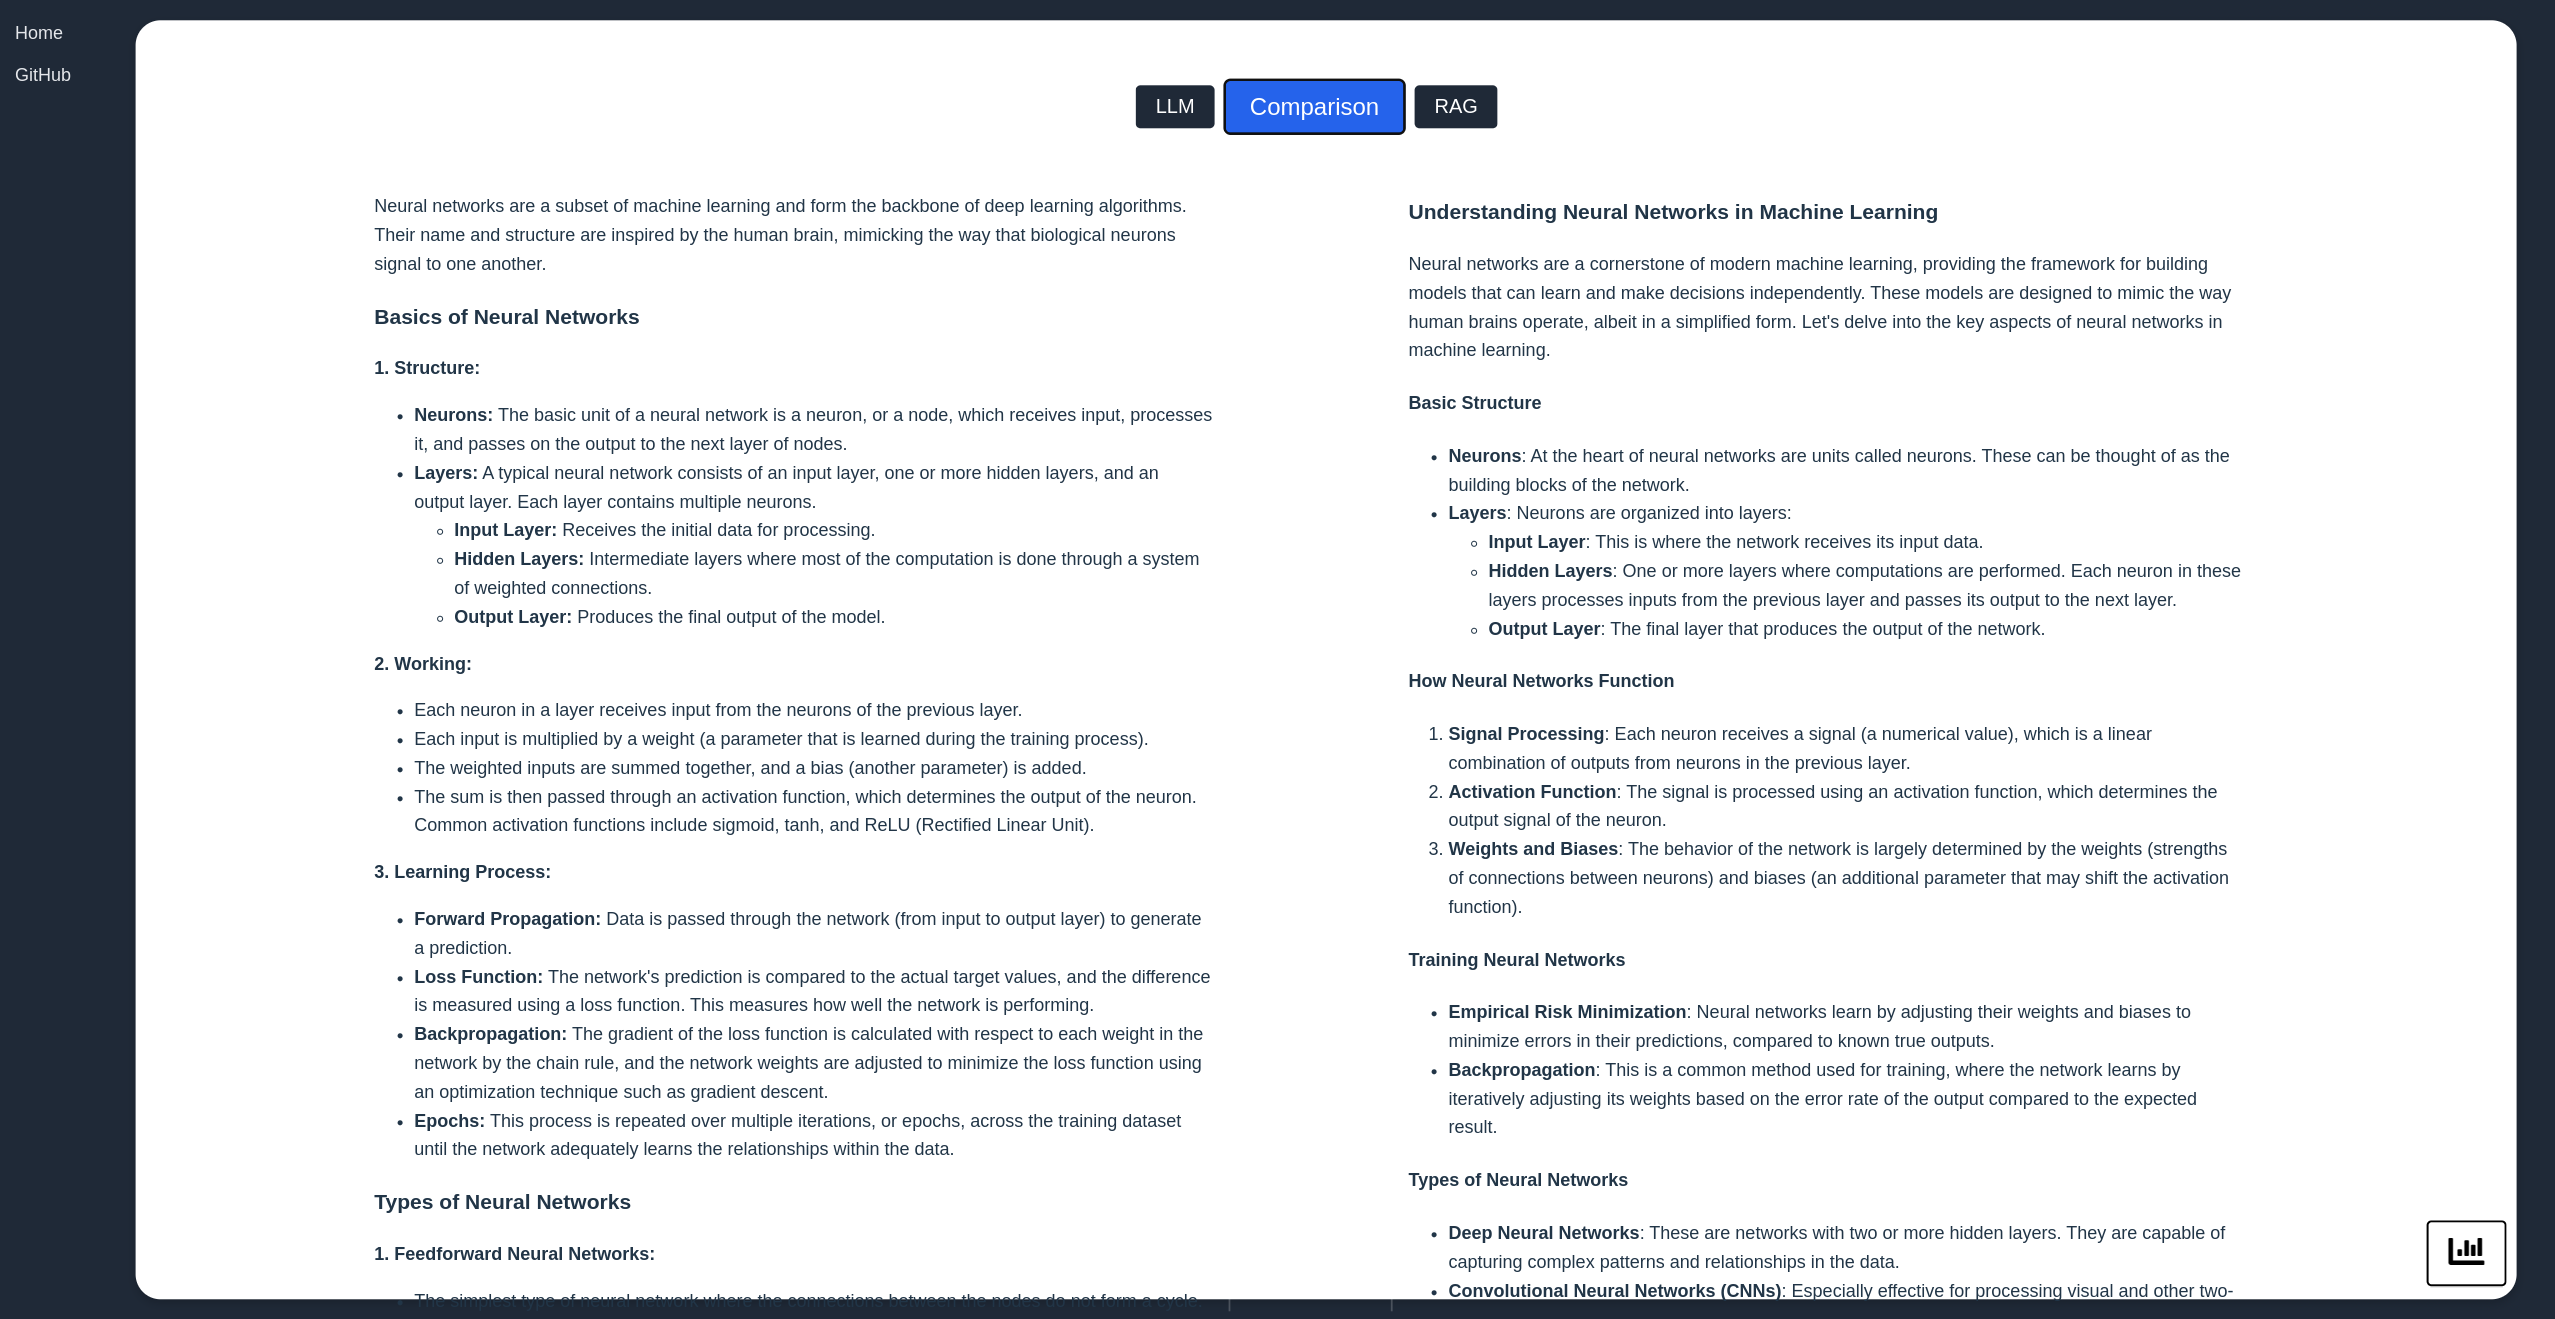 Home
GitHub
LLM
Comparison
RAG
Neural networks are a subset of machine learning and form the backbone of deep learning algorithms.
Their name and structure are inspired by the human brain, mimicking the way that biological neurons
signal to one another.
Basics of Neural Networks
1. Structure:
• Neurons: The basic unit of a neural network is a neuron, or a node, which receives input, processes
it, and passes on the output to the next layer of nodes.
• Layers: A typical neural network consists of an input layer, one or more hidden layers, and an
output layer. Each layer contains multiple neurons.
◦ Input Layer: Receives the initial data for processing.
◦ Hidden Layers: Intermediate layers where most of the computation is done through a system
of weighted connections.
◦ Output Layer: Produces the final output of the model.
2. Working:
• Each neuron in a layer receives input from the neurons of the previous layer.
• Each input is multiplied by a weight (a parameter that is learned during the training process).
• The weighted inputs are summed together, and a bias (another parameter) is added.
• The sum is then passed through an activation function, which determines the output of the neuron.
Common activation functions include sigmoid, tanh, and ReLU (Rectified Linear Unit).
3. Learning Process:
• Forward Propagation: Data is passed through the network (from input to output layer) to generate
a prediction.
• Loss Function: The network's prediction is compared to the actual target values, and the difference
is measured using a loss function. This measures how well the network is performing.
• Backpropagation: The gradient of the loss function is calculated with respect to each weight in the
network by the chain rule, and the network weights are adjusted to minimize the loss function using
an optimization technique such as gradient descent.
• Epochs: This process is repeated over multiple iterations, or epochs, across the training dataset
until the network adequately learns the relationships within the data.
Types of Neural Networks
1. Feedforward Neural Networks:
• The simplest type of neural network where the connections between the nodes do not form a cycle.
Understanding Neural Networks in Machine Learning
Neural networks are a cornerstone of modern machine learning, providing the framework for building
models that can learn and make decisions independently. These models are designed to mimic the way
human brains operate, albeit in a simplified form. Let's delve into the key aspects of neural networks in
machine learning.
Basic Structure
• Neurons: At the heart of neural networks are units called neurons. These can be thought of as the
building blocks of the network.
• Layers: Neurons are organized into layers:
◦ Input Layer: This is where the network receives its input data.
◦ Hidden Layers: One or more layers where computations are performed. Each neuron in these
layers processes inputs from the previous layer and passes its output to the next layer.
◦ Output Layer: The final layer that produces the output of the network.
How Neural Networks Function
1. Signal Processing: Each neuron receives a signal (a numerical value), which is a linear
combination of outputs from neurons in the previous layer.
2. Activation Function: The signal is processed using an activation function, which determines the
output signal of the neuron.
3. Weights and Biases: The behavior of the network is largely determined by the weights (strengths
of connections between neurons) and biases (an additional parameter that may shift the activation
function).
Training Neural Networks
• Empirical Risk Minimization: Neural networks learn by adjusting their weights and biases to
minimize errors in their predictions, compared to known true outputs.
• Backpropagation: This is a common method used for training, where the network learns by
iteratively adjusting its weights based on the error rate of the output compared to the expected
result.
Types of Neural Networks
• Deep Neural Networks: These are networks with two or more hidden layers. They are capable of
capturing complex patterns and relationships in the data.
• Convolutional Neural Networks (CNNs): Especially effective for processing visual and other two-